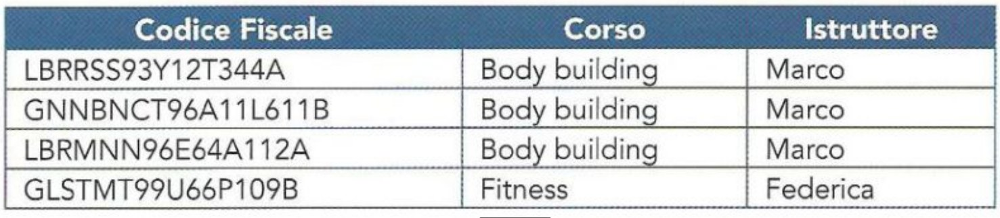 Codice Fiscale Corso Istruttore
LBRRSS93Y12T344A Body building Marco
GNNBNCT96A11L611B Body building Marco
LBRMNN96E64A112A Body building Marco
GLSTMT99U66P109B Fitness Federica